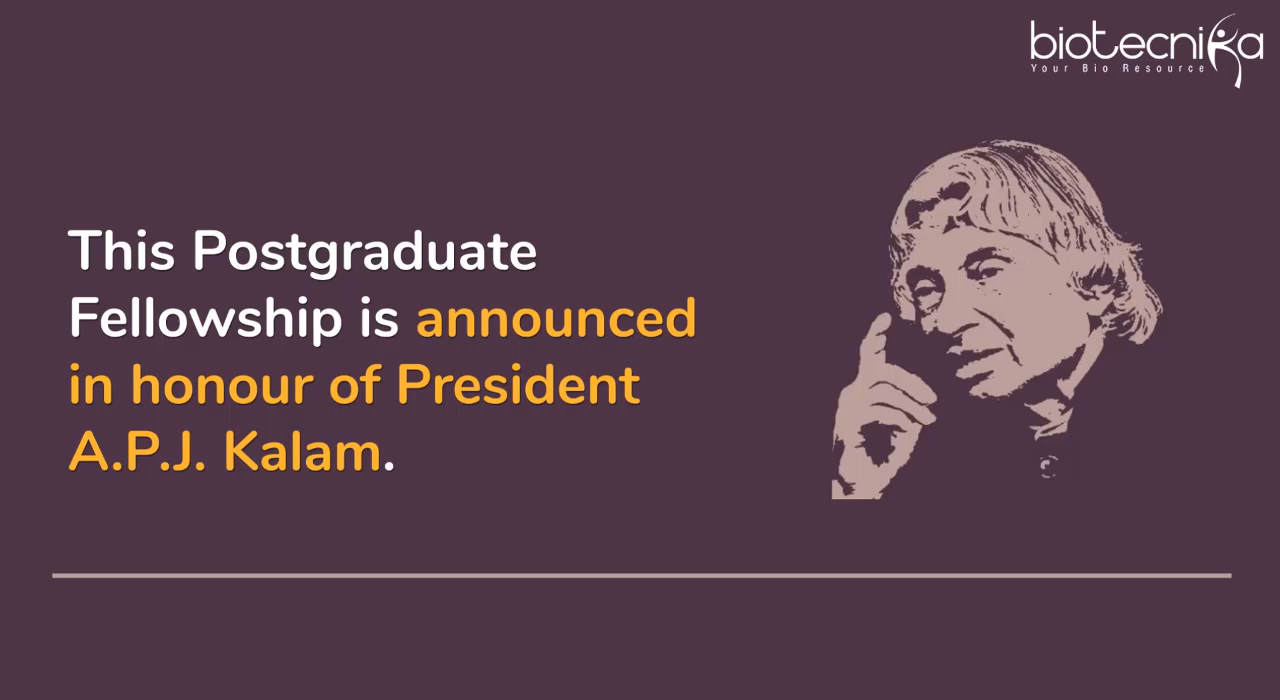 biotecnika
Your Bio Resource
This Postgraduate
Fellowship is announced
in honour of President
A.P.J. Kalam.